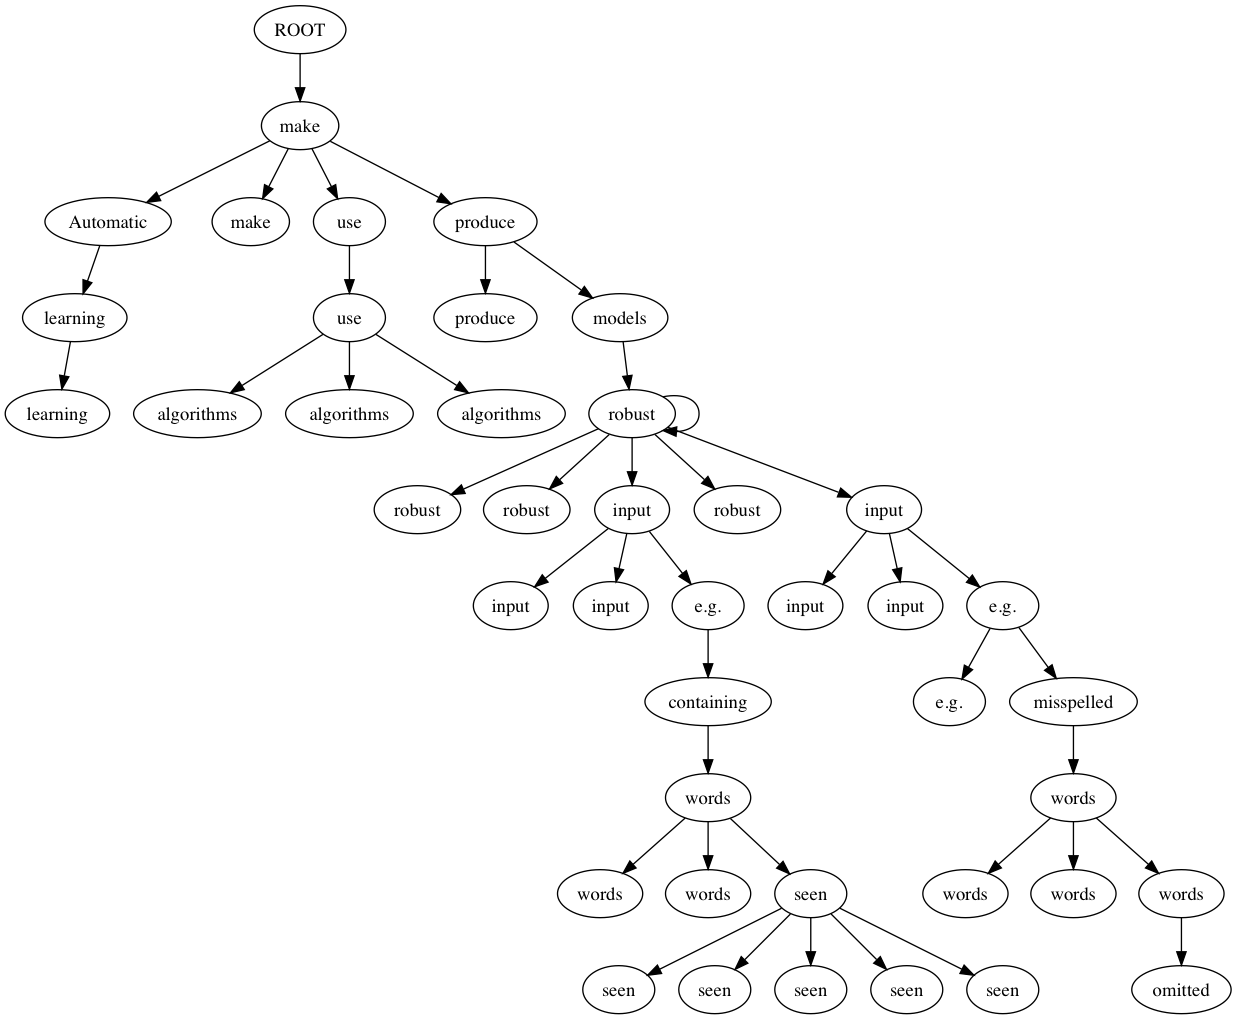 ROOT
make
Automatic make use produce
learning use produce models
learning algorithms algorithms algorithms robust
robust robust input robust input
input input e.g. input input e.g.
containing e.g. misspelled
words words
words words seen words words words
seen seen seen seen seen omitted